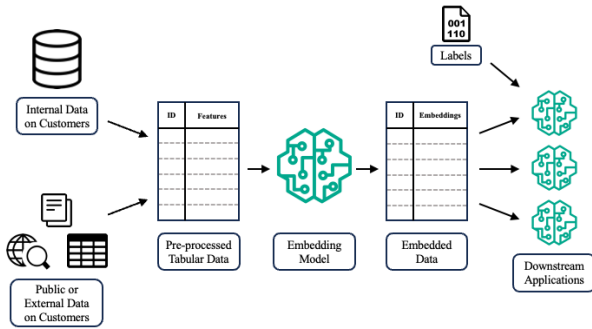 001
110
Labels
Internal Data
on Customers
ID Features
ID Embeddings
Pre-processed
Tabular Data
Embedding
Model
Embedded
Data
Downstream
Applications
Public or
External Data
on Customers